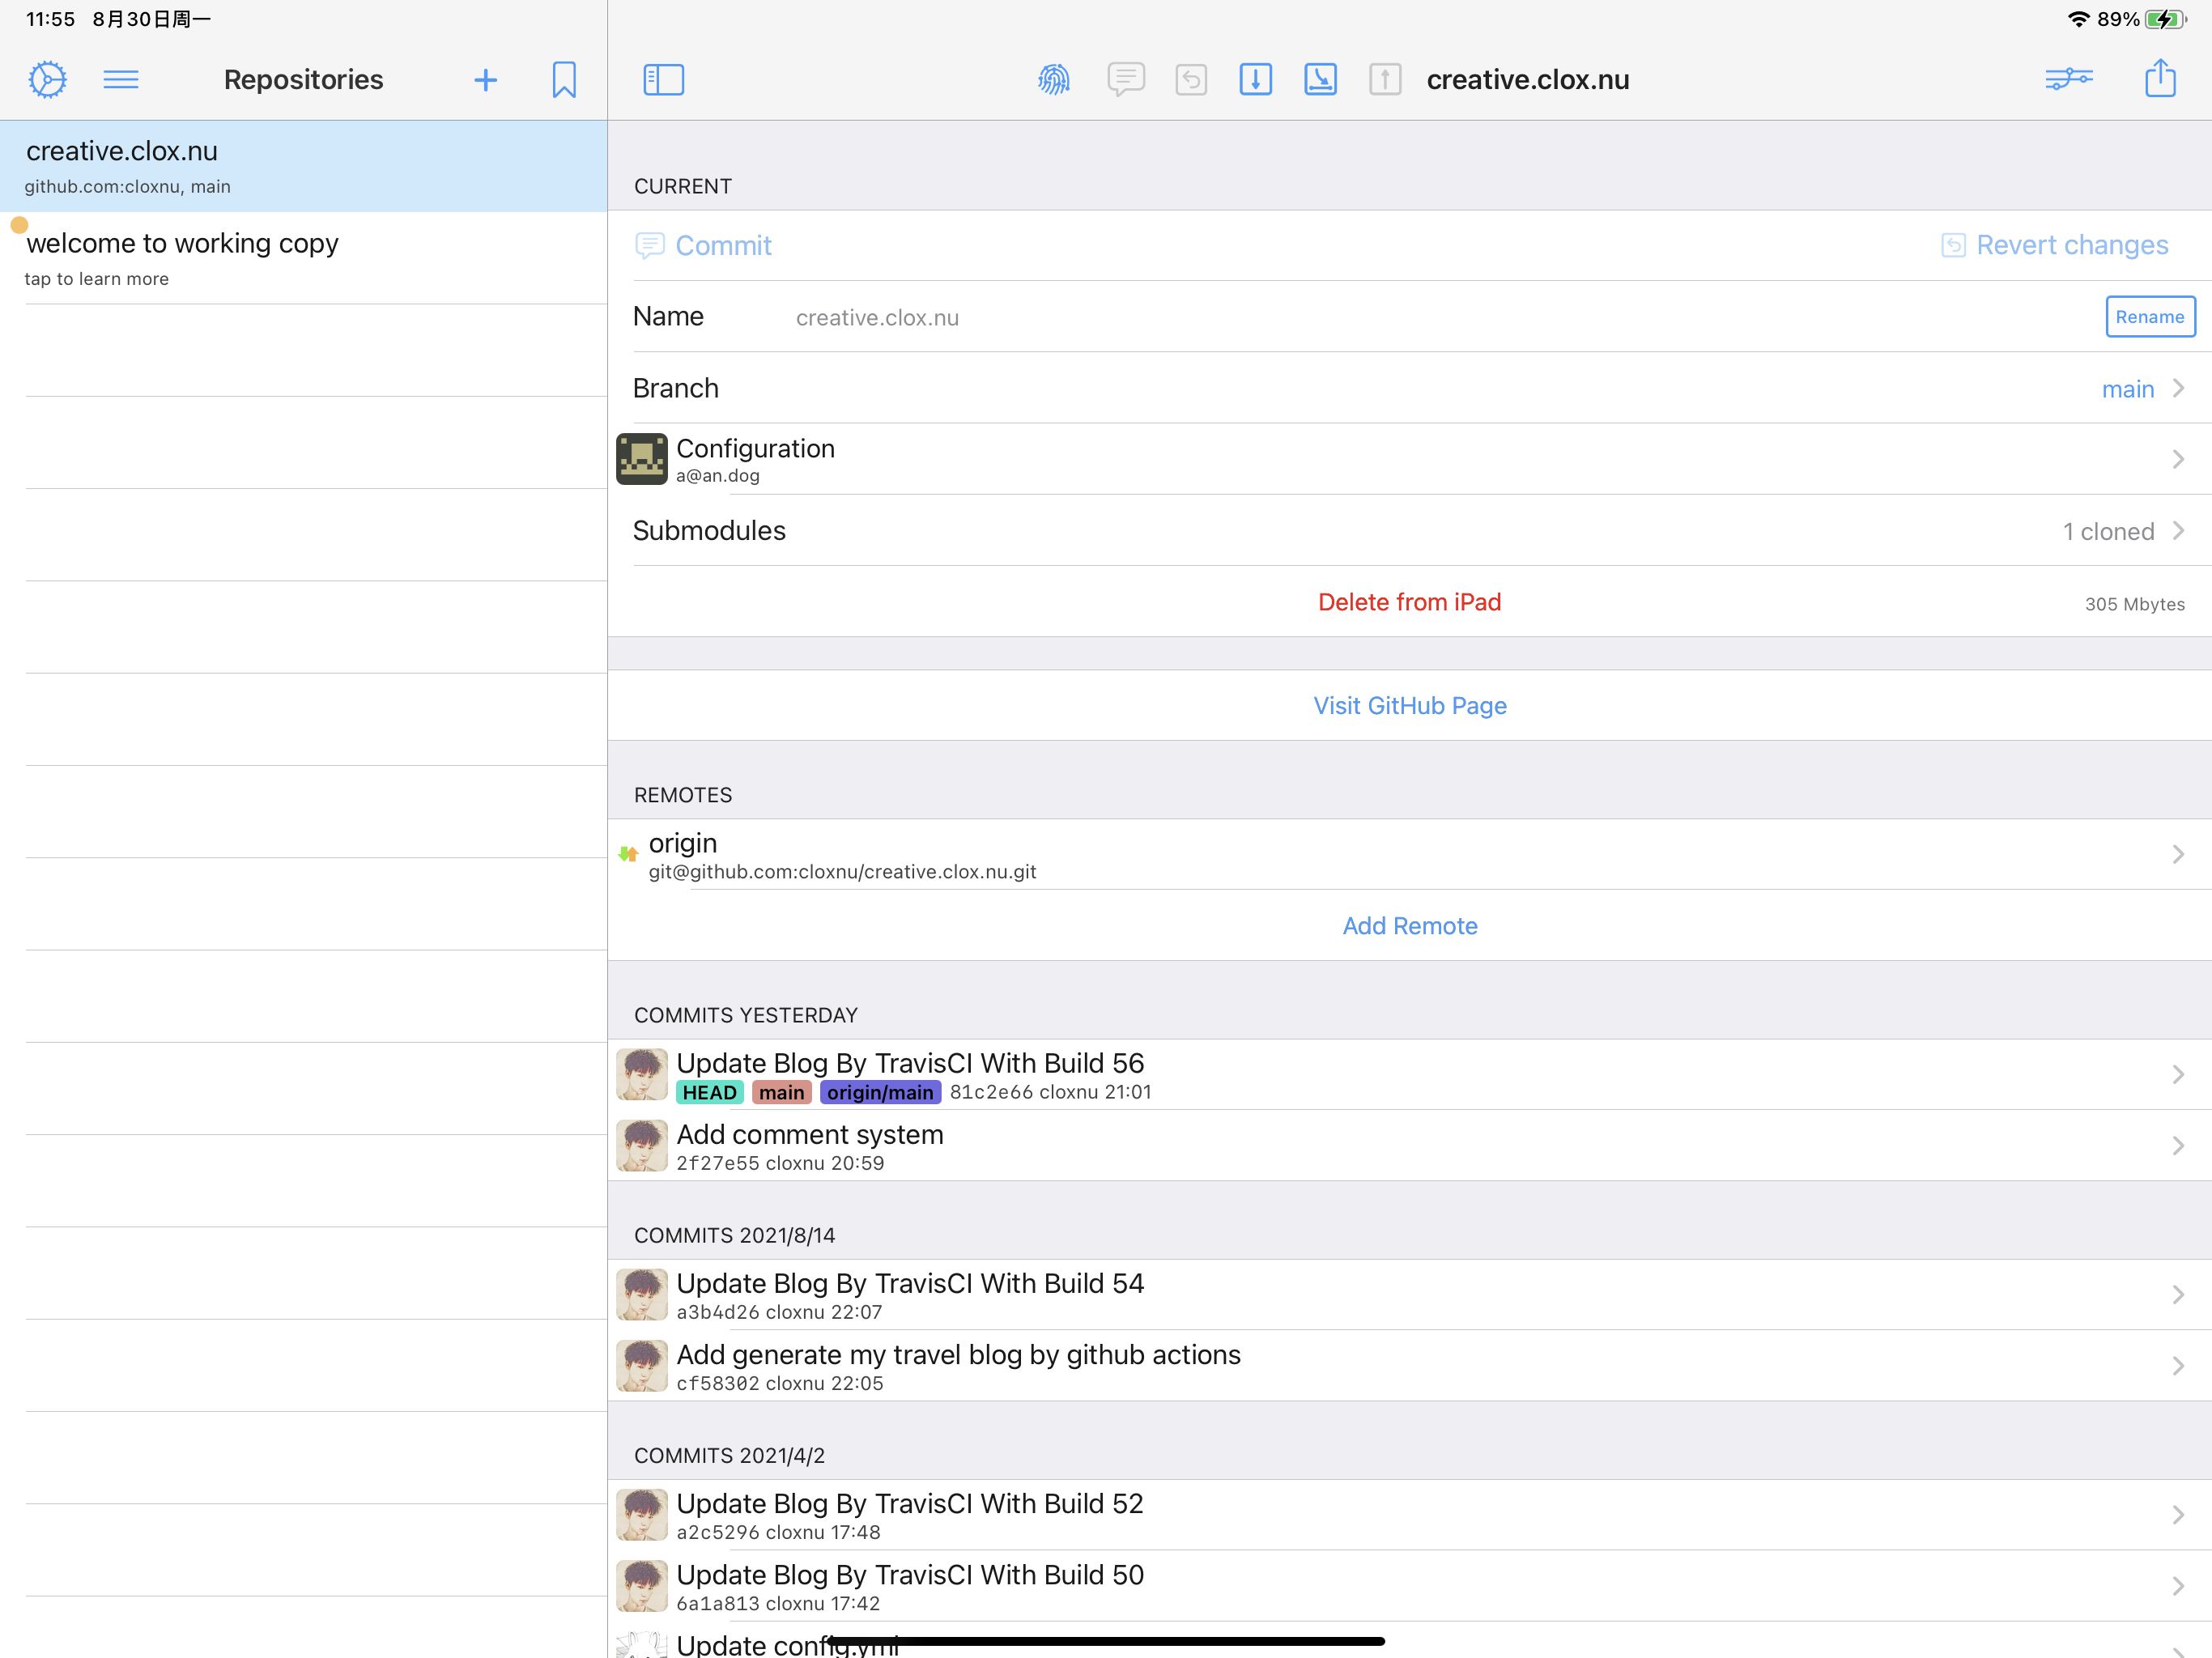 11:55 8月30日周一
89%
Repositories
creative.clox.nu
creative.clox.nu
github.com:cloxnu, main
welcome to working copy
tap to learn more
CURRENT
Commit
Revert changes
Name creative.clox.nu Rename
Branch main
Configuration
a@an.dog
Submodules 1 cloned
Delete from iPad 305 Mbytes
Visit GitHub Page
REMOTES
origin
git@github.com:cloxnu/creative.clox.nu.git
Add Remote
COMMITS YESTERDAY
Update Blog By TravisCI With Build 56
HEAD main origin/main 81c2e66 cloxnu 21:01
Add comment system
2f27e55 cloxnu 20:59
COMMITS 2021/8/14
Update Blog By TravisCI With Build 54
a3b4d26 cloxnu 22:07
Add generate my travel blog by github actions
cf58302 cloxnu 22:05
COMMITS 2021/4/2
Update Blog By TravisCI With Build 52
a2c5296 cloxnu 17:48
Update Blog By TravisCI With Build 50
6a1a813 cloxnu 17:42
Update config.yml